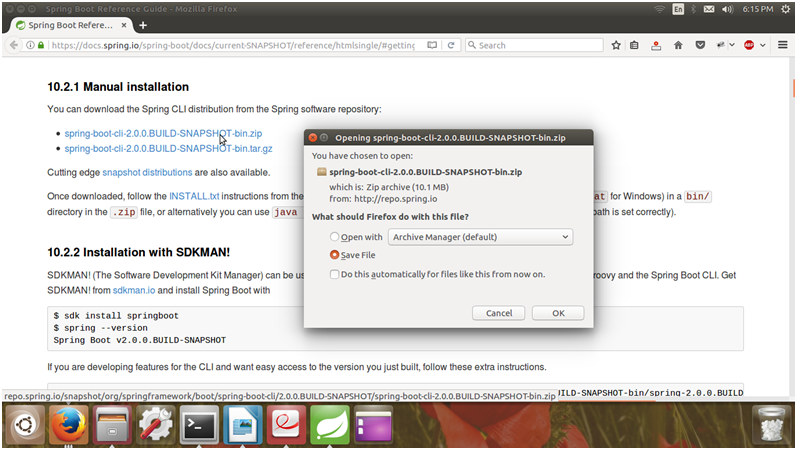 Spring Boot Reference Guide - Mozilla Firefox
En
6:15 PM
Spring Boot Reference...
https://docs.spring.io/spring-boot/docs/current-SNAPSHOT/reference/htmlsingle/#getting
Search
ABP
10.2.1 Manual installation
You can download the Spring CLI distribution from the Spring software repository:
spring-boot-cli-2.0.0.BUILD-SNAPSHOT-bin.zip
spring-boot-cli-2.0.0.BUILD-SNAPSHOT-bin.tar.gz
Cutting edge snapshot distributions are also available.
Once downloaded, follow the INSTALL.txt instructions from the
at for Windows) in a bin/
directory in the .zip file, or alternatively you can use java
path is set correctly).
Opening spring-boot-cli-2.0.0.BUILD-SNAPSHOT-bin.zip
You have chosen to open:
spring-boot-cli-2.0.0.BUILD-SNAPSHOT-bin.zip
which is: Zip archive (10.1 MB)
from: http://repo.spring.io
What should Firefox do with this file?
Open with Archive Manager (default)
Save File
Do this automatically for files like this from now on.
Cancel OK
10.2.2 Installation with SDKMAN!
SDKMAN! (The Software Development Kit Manager) can be us
roovy and the Spring Boot CLI. Get
SDKMAN! from sdkman.io and install Spring Boot with
$ sdk install springboot
$ spring --version
Spring Boot v2.0.0.BUILD-SNAPSHOT
If you are developing features for the CLI and want easy access to the version you just built, follow these extra instructions.
repo.spring.io/snapshot/org/springframework/boot/spring-boot-cli/2.0.0.BUILD-SNAPSHOT/spring-boot-cli-2.0.0.BUILD-SNAPSHOT-bin.zip
ILD-SNAPSHOT-bin/spring-2.0.0.BUILD